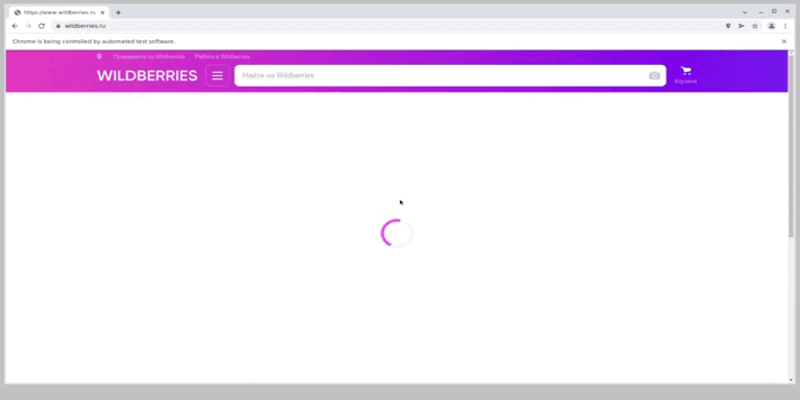 https://www.wildberries.ru
wildberries.ru
Chrome is being controlled by automated test software.
Продавайте на Wildberries Работа в Wildberries
WILDBERRIES
Найти на Wildberries
Корзина